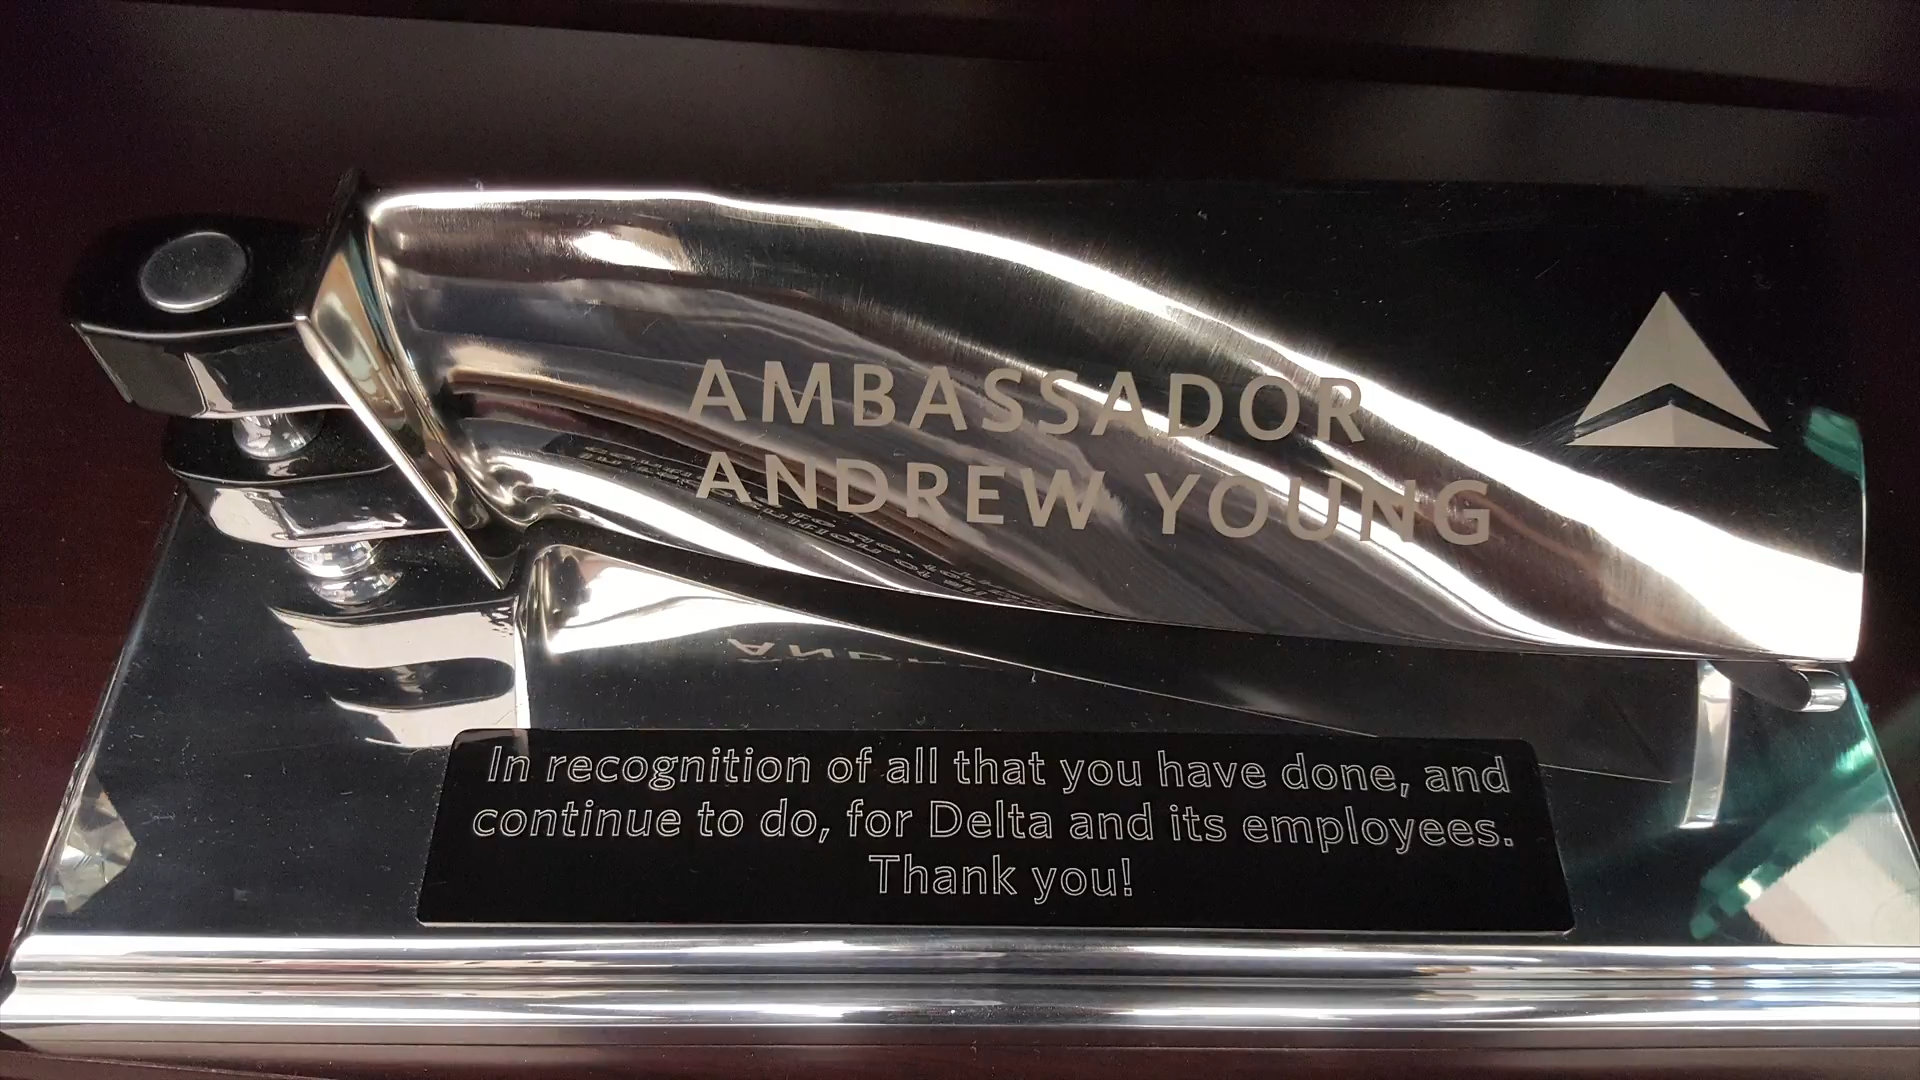 AMBASSADOR
ANDREW YOUNG
In recognition of all that you have done, and
continue to do, for Delta and its employees.
Thank you!